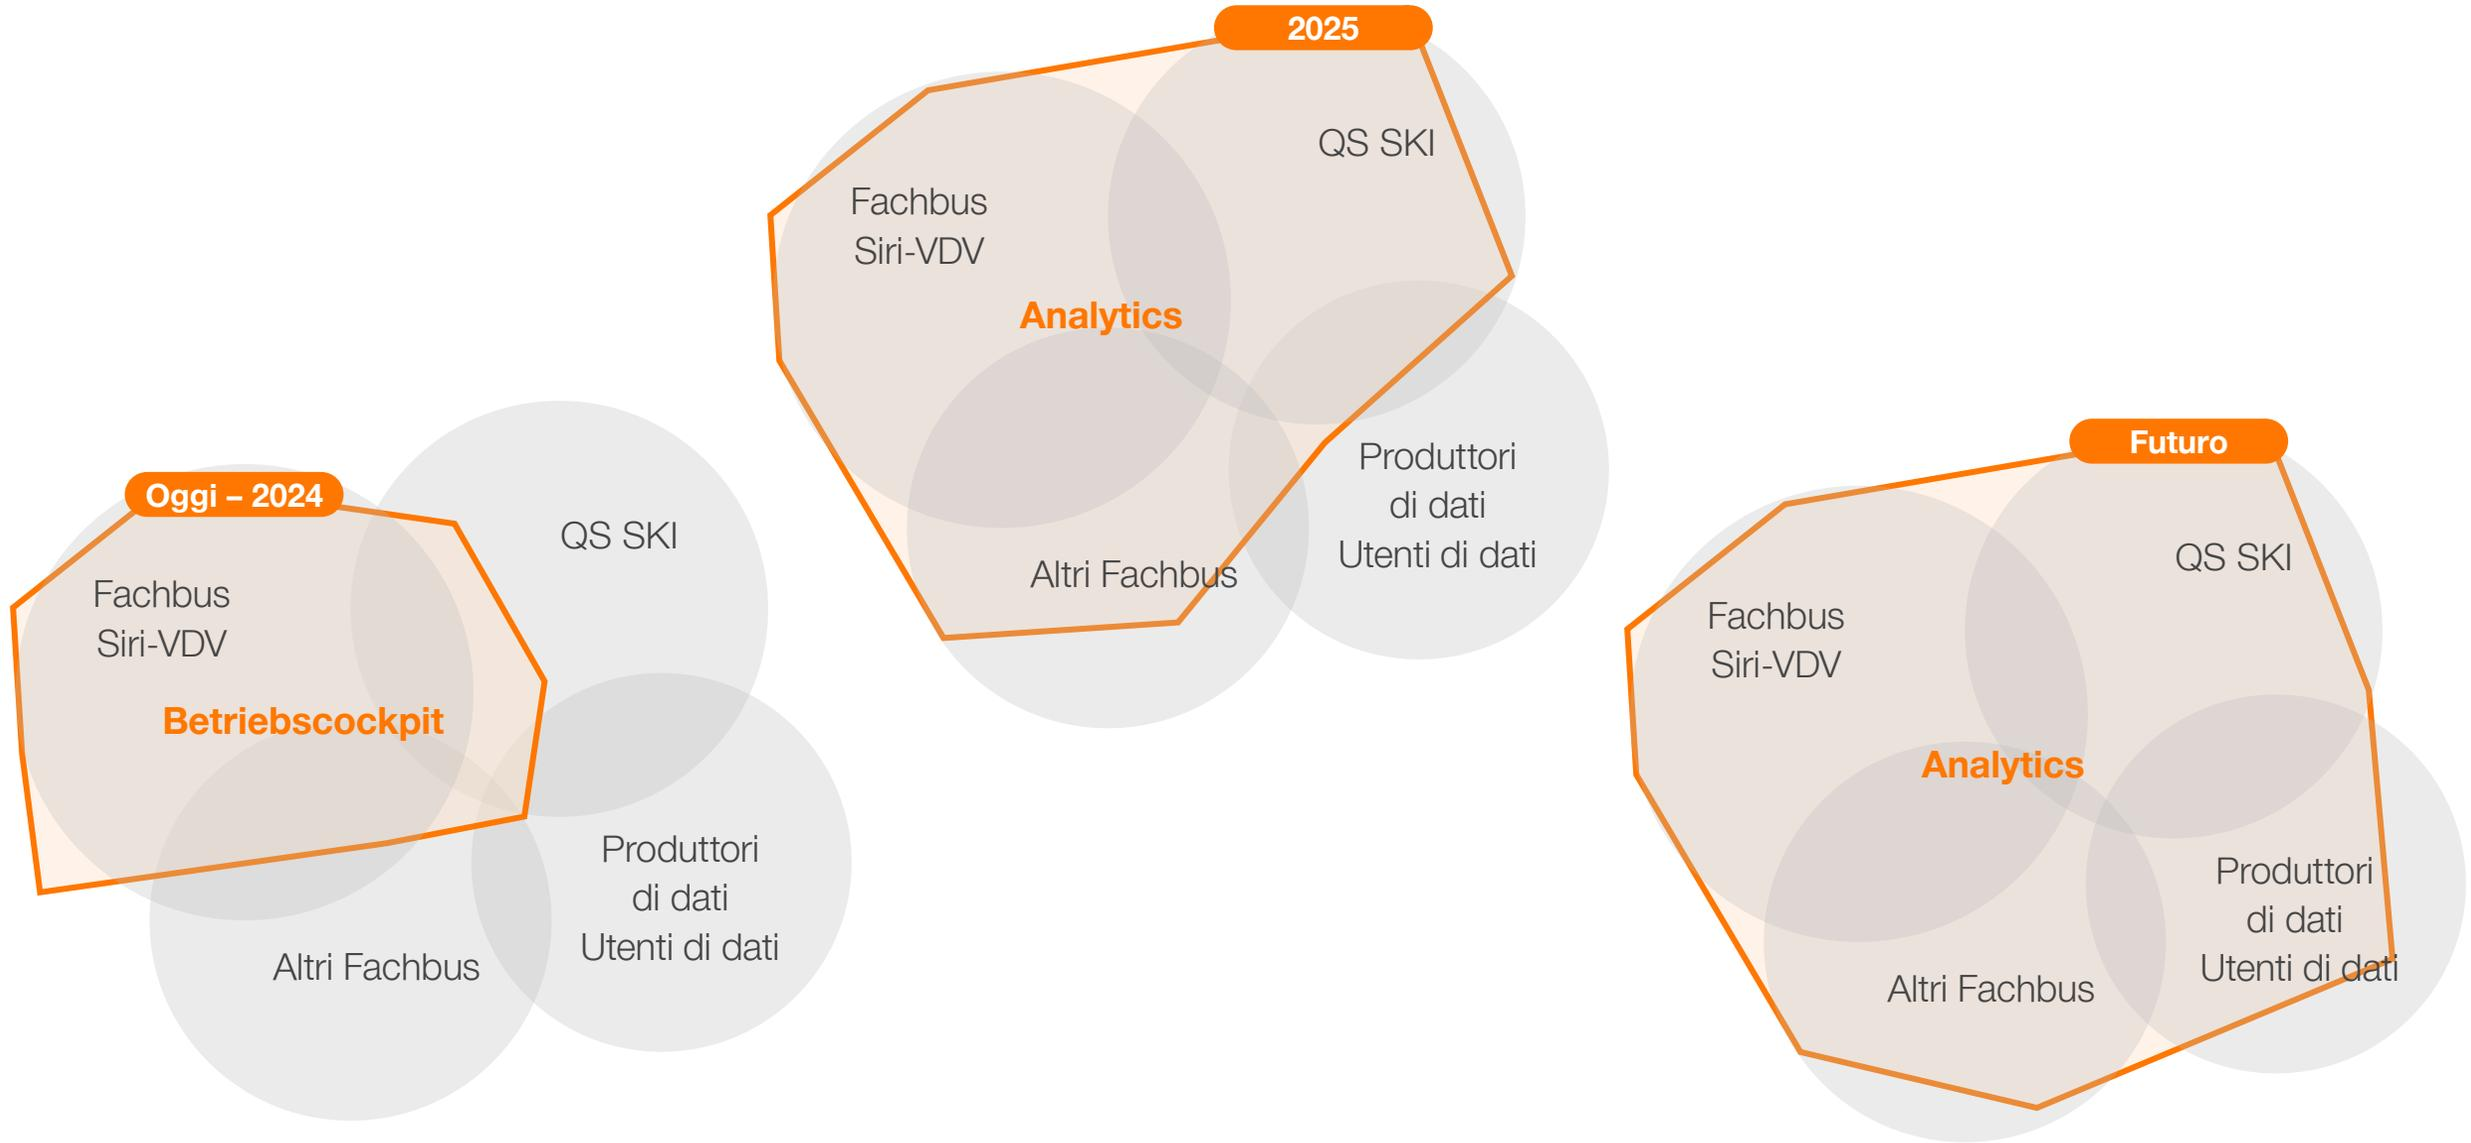 Oggi – 2024
QS SKI
Fachbus
Siri-VDV
Betriebscockpit
Produttori
di dati
Utenti di dati
Altri Fachbus
2025
QS SKI
Fachbus
Siri-VDV
Analytics
Produttori
di dati
Utenti di dati
Altri Fachbus
Futuro
QS SKI
Fachbus
Siri-VDV
Analytics
Produttori
di dati
Utenti di dati
Altri Fachbus